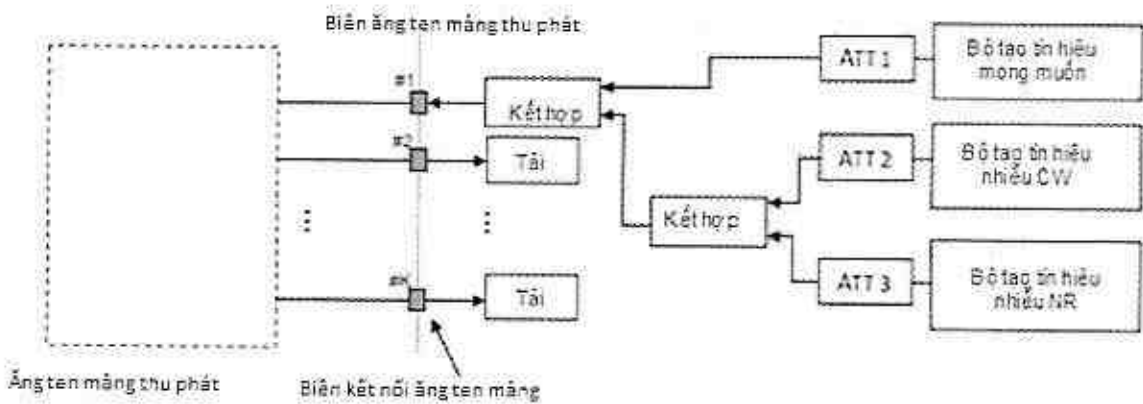 Biên ăng ten mảng thu phát
#1
Kết hợp
ATT 1
Bộ tạo tín hiệu
mong muốn
#2
Tải
ATT 2
Bộ tạo tín hiệu
nhiễu CW
Kết hợp
#K
Tải
ATT 3
Bộ tạo tín hiệu
nhiễu NR
Ăng ten mảng thu phát
Biên kết nối ăng ten mảng